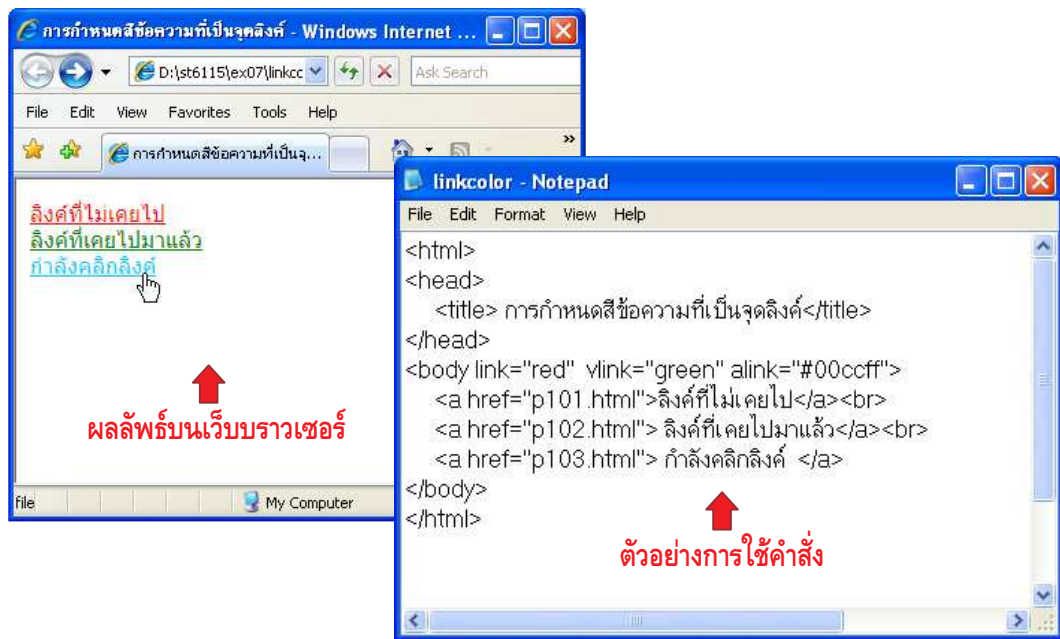 การกำหนดสีข้อความที่เป็นจุดลิงค์ - Windows Internet ...
D:\st6115\ex07\linkcc
Ask Search
File Edit View Favorites Tools Help
การกำหนดสีข้อความที่เป็นจุ...
»
ลิงค์ที่ไม่เคยไป
ลิงค์ที่เคยไปมาแล้ว
กำลังคลิกลิงค์
ผลลัพธ์บนเว็บบราวเซอร์
file
My Computer
linkcolor - Notepad
File Edit Format View Help
<html>
<head>
<title> การกำหนดสีข้อความที่เป็นจุดลิงค์</title>
</head>
<body link="red" vlink="green" alink="#00ccff">
<a href="p101.html">ลิงค์ที่ไม่เคยไป</a><br>
<a href="p102.html"> ลิงค์ที่เคยไปมาแล้ว</a><br>
<a href="p103.html"> กำลังคลิกลิงค์ </a>
</body>
</html>
ตัวอย่างการใช้คำสั่ง